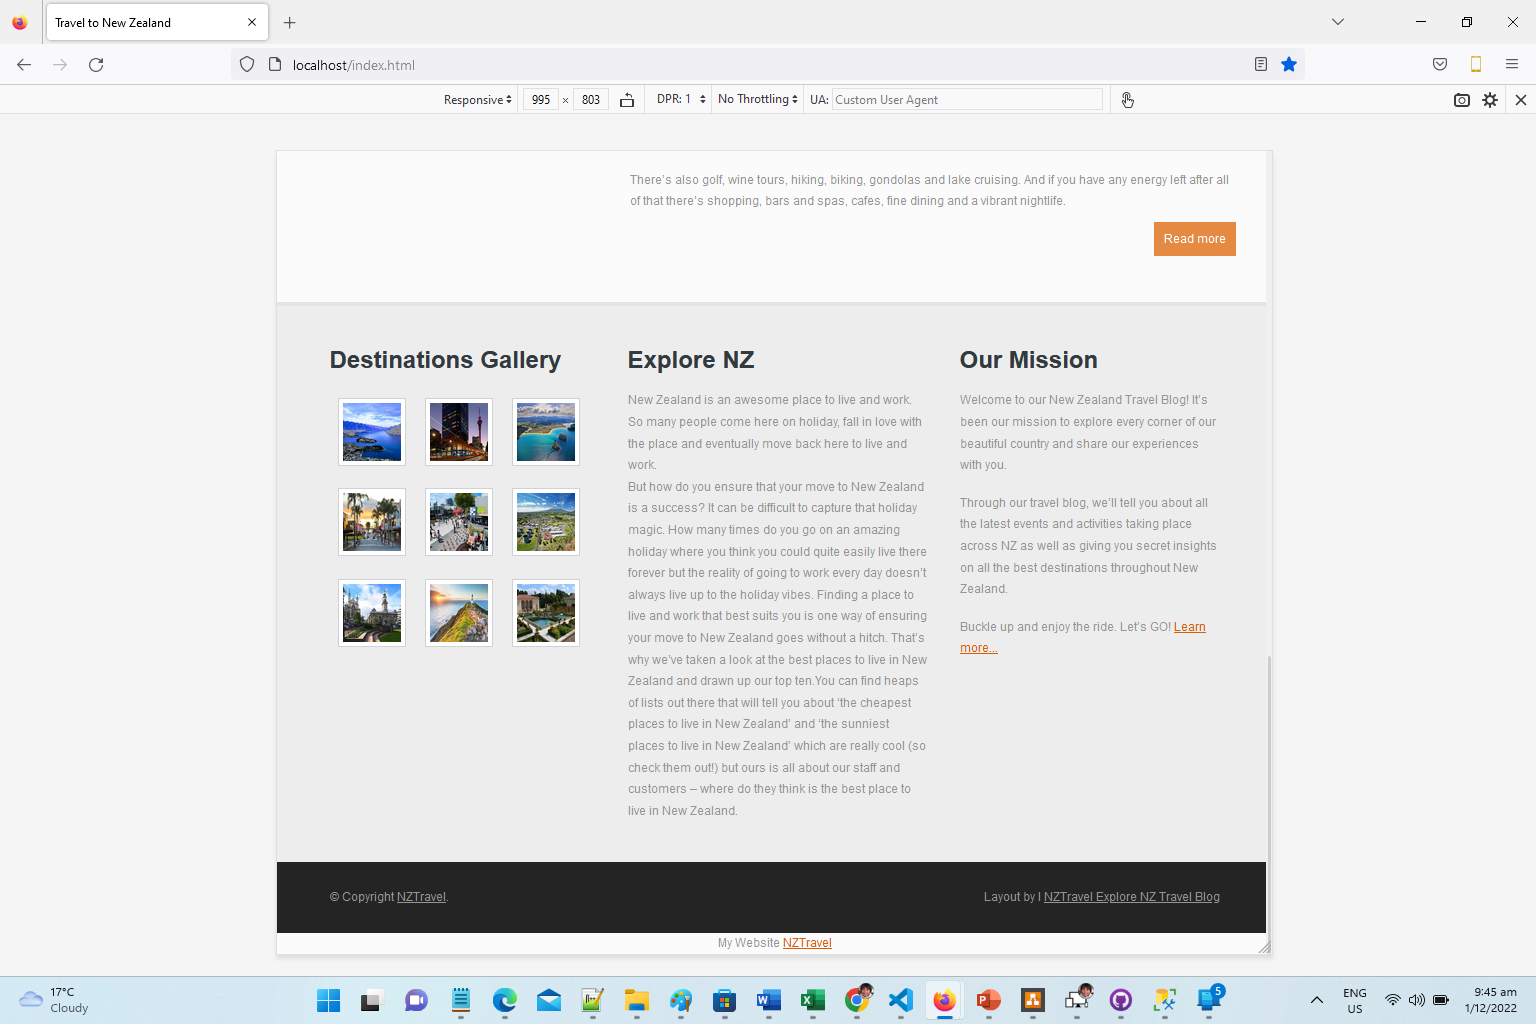 Travel to New Zealand
localhost/index.html
Responsive 995 × 803 DPR: 1 No Throttling UA: Custom User Agent
There's also golf, wine tours, hiking, biking, gondolas and lake cruising. And if you have any energy left after all
of that there's shopping, bars and spas, cafes, fine dining and a vibrant nightlife.
Read more
Destinations Gallery
Explore NZ
New Zealand is an awesome place to live and work.
So many people come here on holiday, fall in love with
the place and eventually move back here to live and
work.
But how do you ensure that your move to New Zealand
is a success? It can be difficult to capture that holiday
magic. How many times do you go on an amazing
holiday where you think you could quite easily live there
forever but the reality of going to work every day doesn't
always live up to the holiday vibes. Finding a place to
live and work that best suits you is one way of ensuring
your move to New Zealand goes without a hitch. That's
why we've taken a look at the best places to live in New
Zealand and drawn up our top ten.You can find heaps
of lists out there that will tell you about 'the cheapest
places to live in New Zealand' and 'the sunniest
places to live in New Zealand' which are really cool (so
check them out!) but ours is all about our staff and
customers – where do they think is the best place to
live in New Zealand.
Our Mission
Welcome to our New Zealand Travel Blog! It's
been our mission to explore every corner of our
beautiful country and share our experiences
with you.
Through our travel blog, we'll tell you about all
the latest events and activities taking place
across NZ as well as giving you secret insights
on all the best destinations throughout New
Zealand.
Buckle up and enjoy the ride. Let's GO! Learn
more...
© Copyright NZTravel.
Layout by I NZTravel Explore NZ Travel Blog
My Website NZTravel
17°C
Cloudy
5
ENG
US
9:45 am
1/12/2022